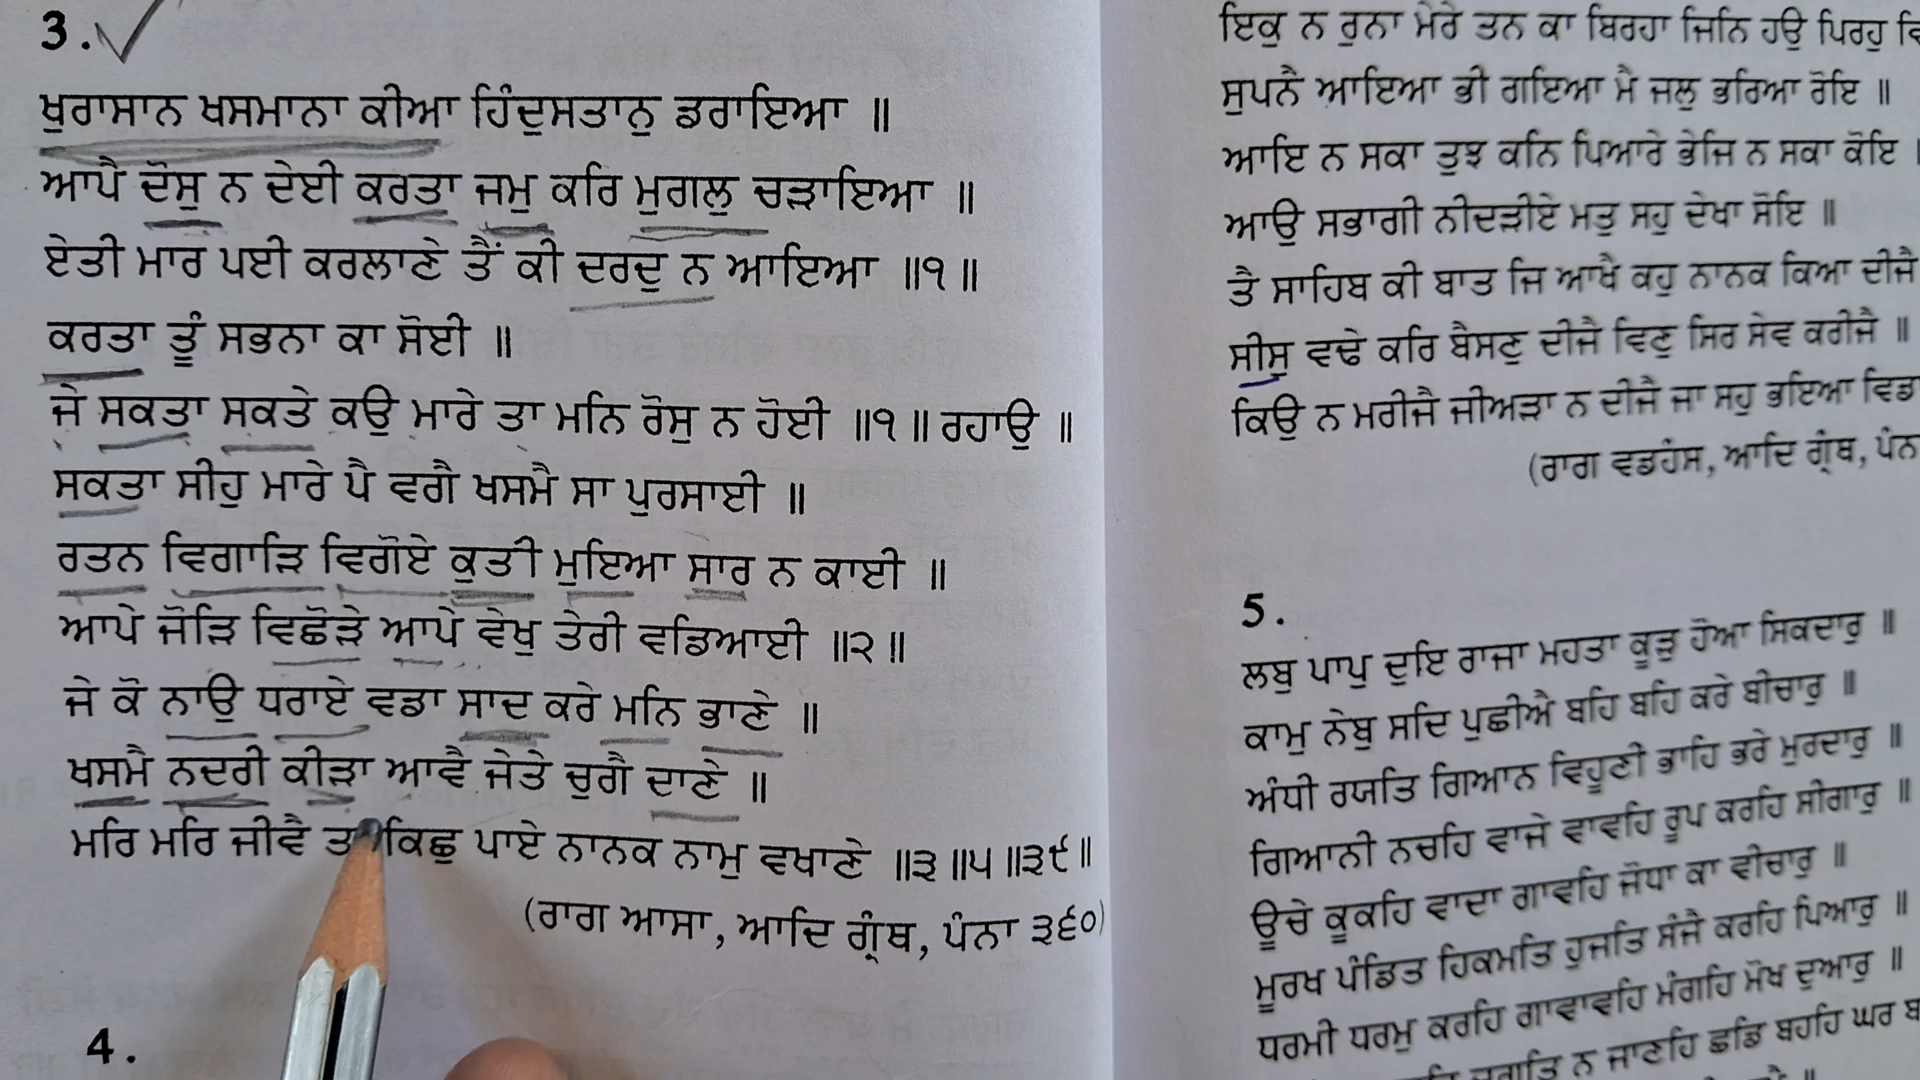 3.
ਖੁਰਾਸਾਨ ਖਸਮਾਨਾ ਕੀਆ ਹਿੰਦੁਸਤਾਨੁ ਡਰਾਇਆ ॥
ਆਪੈ ਦੋਸੁ ਨ ਦੇਈ ਕਰਤਾ ਜਮੁ ਕਰਿ ਮੁਗਲੁ ਚੜਾਇਆ ॥
ਏਤੀ ਮਾਰ ਪਈ ਕਰਲਾਣੇ ਤੈਂ ਕੀ ਦਰਦੁ ਨ ਆਇਆ ॥੧॥
ਕਰਤਾ ਤੂੰ ਸਭਨਾ ਕਾ ਸੋਈ ॥
ਜੇ ਸਕਤਾ ਸਕਤੇ ਕਉ ਮਾਰੇ ਤਾ ਮਨਿ ਰੋਸੁ ਨ ਹੋਈ ॥੧॥ ਰਹਾਉ ॥
ਸਕਤਾ ਸੀਹੁ ਮਾਰੇ ਪੈ ਵਗੈ ਖਸਮੈ ਸਾ ਪੁਰਸਾਈ ॥
ਰਤਨ ਵਿਗਾੜਿ ਵਿਗੋਏ ਕੁਤੀ ਮੁਇਆ ਸਾਰ ਨ ਕਾਈ ॥
ਆਪੇ ਜੋੜਿ ਵਿਛੋੜੇ ਆਪੇ ਵੇਖੁ ਤੇਰੀ ਵਡਿਆਈ ॥੨॥
ਜੇ ਕੋ ਨਾਉ ਧਰਾਏ ਵਡਾ ਸਾਦ ਕਰੇ ਮਨਿ ਭਾਣੇ ॥
ਖਸਮੈ ਨਦਰੀ ਕੀੜਾ ਆਵੈ ਜੇਤੇ ਚੁਗੈ ਦਾਣੇ ॥
ਮਰਿ ਮਰਿ ਜੀਵੈ ਤਾ ਕਿਛੁ ਪਾਏ ਨਾਨਕ ਨਾਮੁ ਵਖਾਣੇ ॥੩॥੫॥੩੯॥
(ਰਾਗ ਆਸਾ, ਆਦਿ ਗ੍ਰੰਥ, ਪੰਨਾ ੩੬੦)
4.
ਇਕੁ ਨ ਰੁਨਾ ਮੇਰੇ ਤਨ ਕਾ ਬਿਰਹਾ ਜਿਨਿ ਹਉ ਪਿਰਹੁ
ਸੁਪਨੈ ਆਇਆ ਭੀ ਗਇਆ ਮੈ ਜਲੁ ਭਰਿਆ ਰੋਇ ॥
ਆਇ ਨ ਸਕਾ ਤੁਝ ਕਨਿ ਪਿਆਰੇ ਭੇਜਿ ਨ ਸਕਾ ਕੋਇ ।
ਆਉ ਸਭਾਗੀ ਨੀਦੜੀਏ ਮਤੁ ਸਹੁ ਦੇਖਾ ਸੋਇ ॥
ਤੈ ਸਾਹਿਬ ਕੀ ਬਾਤ ਜਿ ਆਖੈ ਕਹੁ ਨਾਨਕ ਕਿਆ ਦੀਜੈ
ਸੀਸੁ ਵਢੇ ਕਰਿ ਬੈਸਣੁ ਦੀਜੈ ਵਿਣੁ ਸਿਰ ਸੇਵ ਕਰੀਜੈ ॥
ਕਿਉ ਨ ਮਰੀਜੈ ਜੀਅੜਾ ਨ ਦੀਜੈ ਜਾ ਸਹੁ ਭਇਆ ਵਿਡਾ
(ਰਾਗ ਵਡਹੰਸ, ਆਦਿ ਗ੍ਰੰਥ, ਪੰਨਾ
5.
ਲਬੁ ਪਾਪੁ ਦੁਇ ਰਾਜਾ ਮਹਤਾ ਕੂੜੁ ਹੋਆ ਸਿਕਦਾਰੁ ॥
ਕਾਮੁ ਨੇਬੁ ਸਦਿ ਪੁਛੀਐ ਬਹਿ ਬਹਿ ਕਰੇ ਬੀਚਾਰੁ ॥
ਅੰਧੀ ਰਯਤਿ ਗਿਆਨ ਵਿਹੂਣੀ ਭਾਹਿ ਭਰੇ ਮੁਰਦਾਰੁ ॥
ਗਿਆਨੀ ਨਚਹਿ ਵਾਜੇ ਵਾਵਹਿ ਰੂਪ ਕਰਹਿ ਸੀਗਾਰੁ ॥
ਊਚੇ ਕੂਕਹਿ ਵਾਦਾ ਗਾਵਹਿ ਜੋਧਾ ਕਾ ਵੀਚਾਰੁ ॥
ਮੂਰਖ ਪੰਡਿਤ ਹਿਕਮਤਿ ਹੁਜਤਿ ਸੰਜੈ ਕਰਹਿ ਪਿਆਰੁ ॥
ਧਰਮੀ ਧਰਮੁ ਕਰਹਿ ਗਾਵਾਵਹਿ ਮੰਗਹਿ ਮੋਖ ਦੁਆਰੁ ॥
ਨ ਜਾਣਹਿ ਛਡਿ ਬਹਹਿ ਘਰ